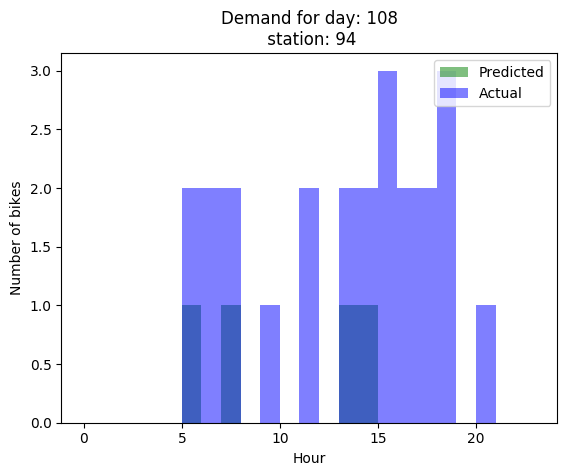 Demand for day: 108
station: 94
Predicted
Actual
3.0
2.5
2.0
1.5
1.0
0.5
0.0
Number of bikes
0
5
10
15
20
Hour